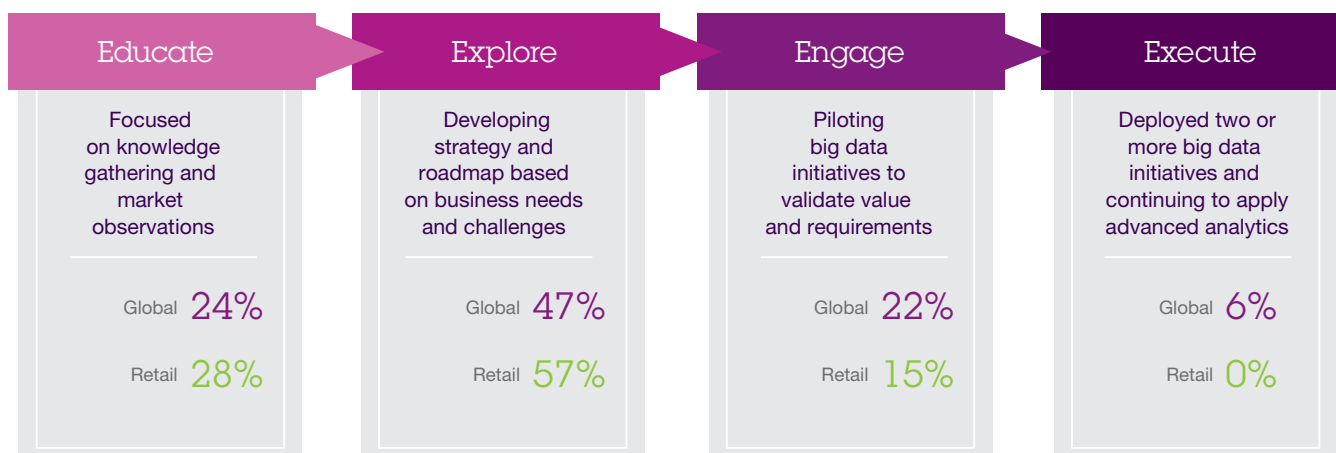 Educate
Focused
on knowledge
gathering and
market
observations
Global 24%
Retail 28%
Explore
Developing
strategy and
roadmap based
on business needs
and challenges
Global 47%
Retail 57%
Engage
Piloting
big data
initiatives to
validate value
and requirements
Global 22%
Retail 15%
Execute
Deployed two or
more big data
initiatives and
continuing to apply
advanced analytics
Global 6%
Retail 0%